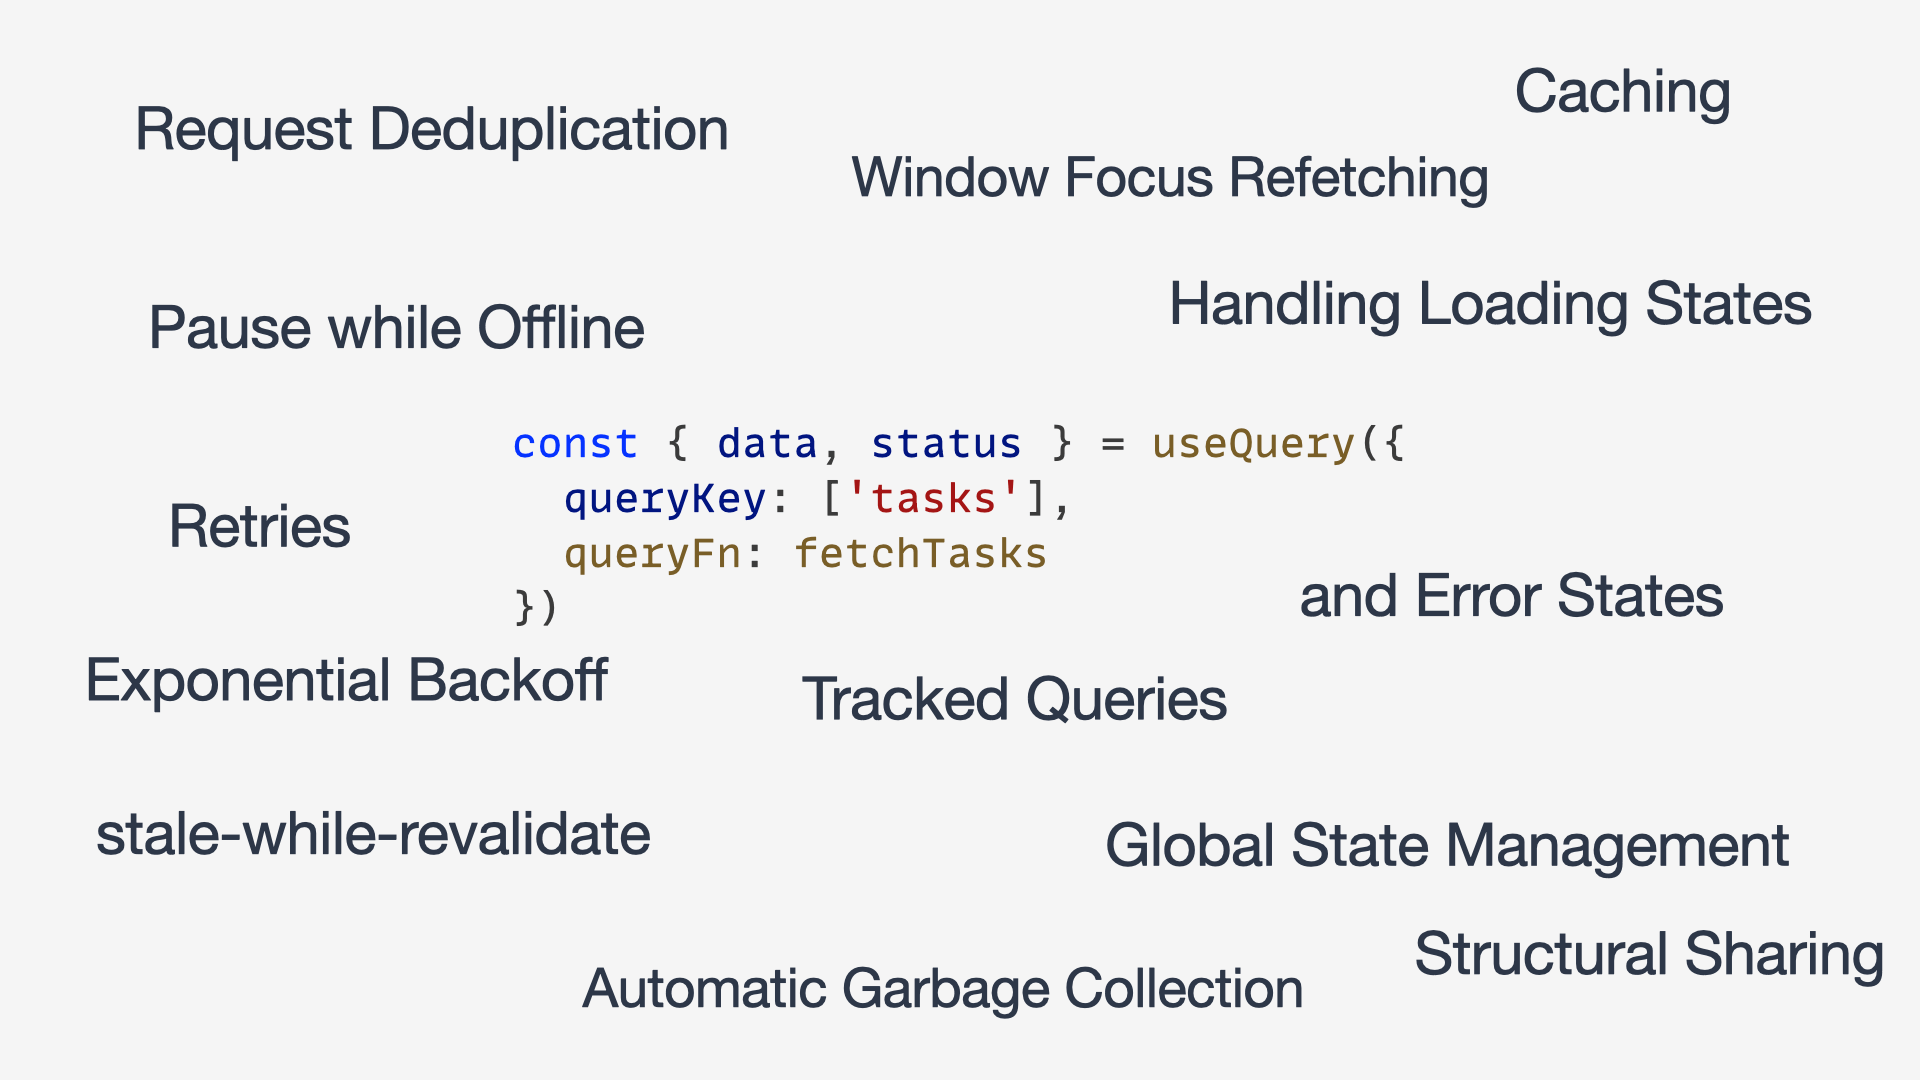 Caching
Request Deduplication
Window Focus Refetching
Handling Loading States
Pause while Offline
const { data, status } = useQuery({
  queryKey: ['tasks'],
  queryFn: fetchTasks
})
Retries
and Error States
Exponential Backoff
Tracked Queries
stale-while-revalidate
Global State Management
Structural Sharing
Automatic Garbage Collection